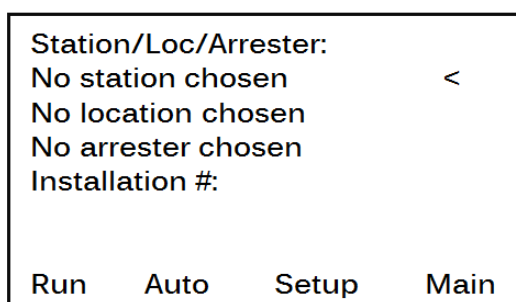 Station/Loc/Arrester:
No station chosen <
No location chosen
No arrester chosen
Installation #:
Run Auto Setup Main